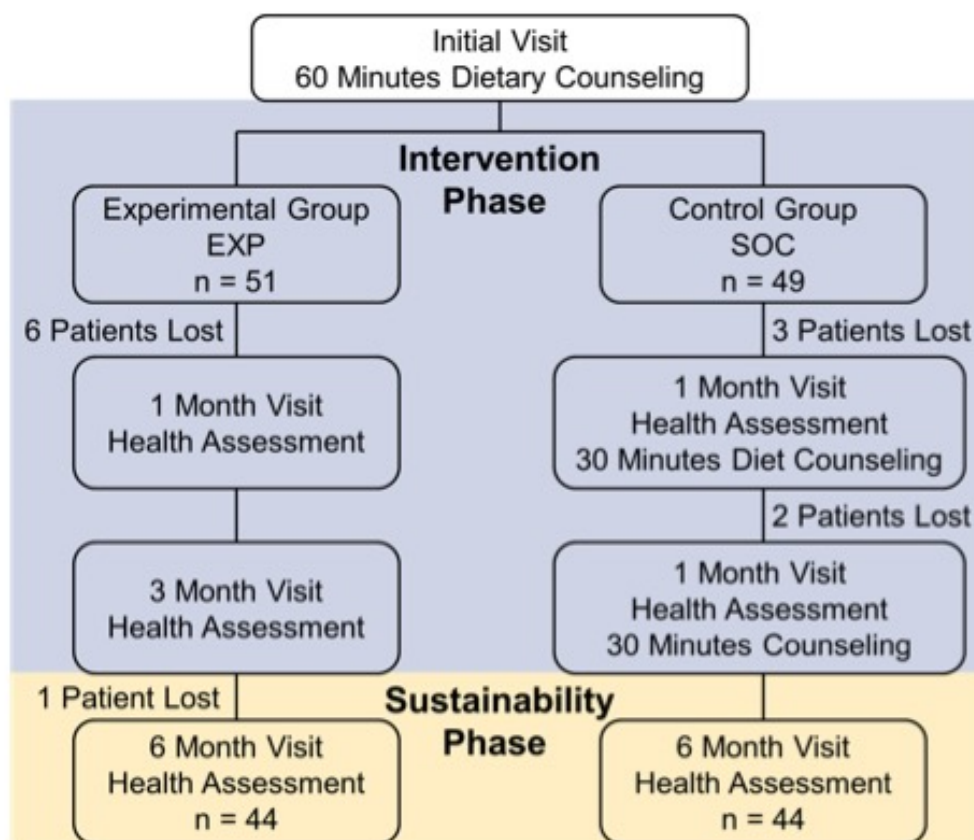 Initial Visit
60 Minutes Dietary Counseling
Intervention
Phase
Experimental Group
EXP
n = 51
Control Group
SOC
n = 49
6 Patients Lost
3 Patients Lost
1 Month Visit
Health Assessment
1 Month Visit
Health Assessment
30 Minutes Diet Counseling
2 Patients Lost
3 Month Visit
Health Assessment
1 Month Visit
Health Assessment
30 Minutes Counseling
1 Patient Lost
Sustainability
Phase
6 Month Visit
Health Assessment
n = 44
6 Month Visit
Health Assessment
n = 44